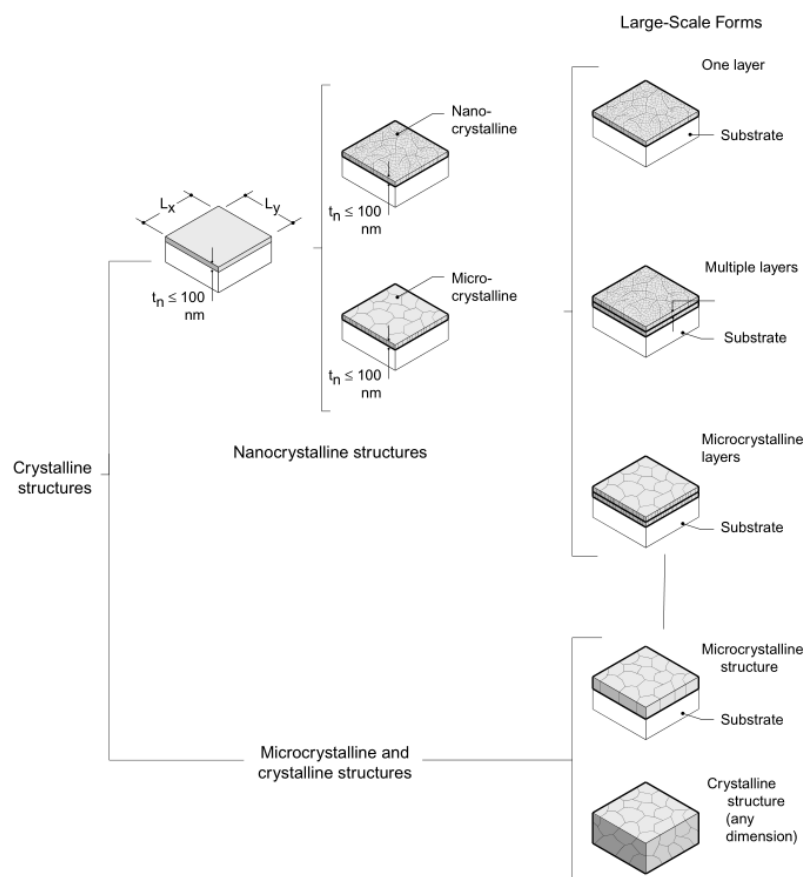 Large-Scale Forms
One layer
Nano-
crystalline
Substrate
Lx
Ly
tn ≤ 100
nm
Multiple layers
tn ≤ 100
Micro-
crystalline
Substrate
tn ≤ 100
nm
Nanocrystalline structures
Microcrystalline
layers
Crystalline
structures
Substrate
Microcrystalline
structure
Substrate
Microcrystalline and
crystalline structures
Crystalline
structure
(any
dimension)